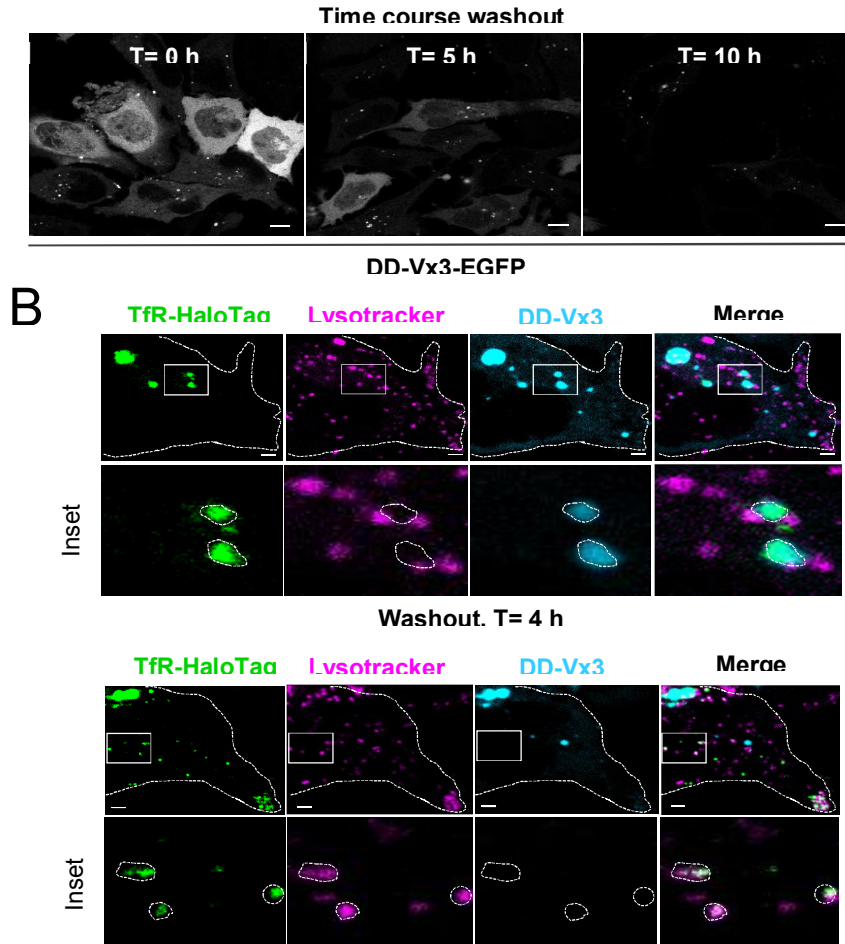 Time course washout
T= 0 h T= 5 h T= 10 h
DD-Vx3-EGFP
B
TfR-HaloTag Lysotracker DD-Vx3 Merge
Inset
Washout, T= 4 h
TfR-HaloTag Lysotracker DD-Vx3 Merge
Inset